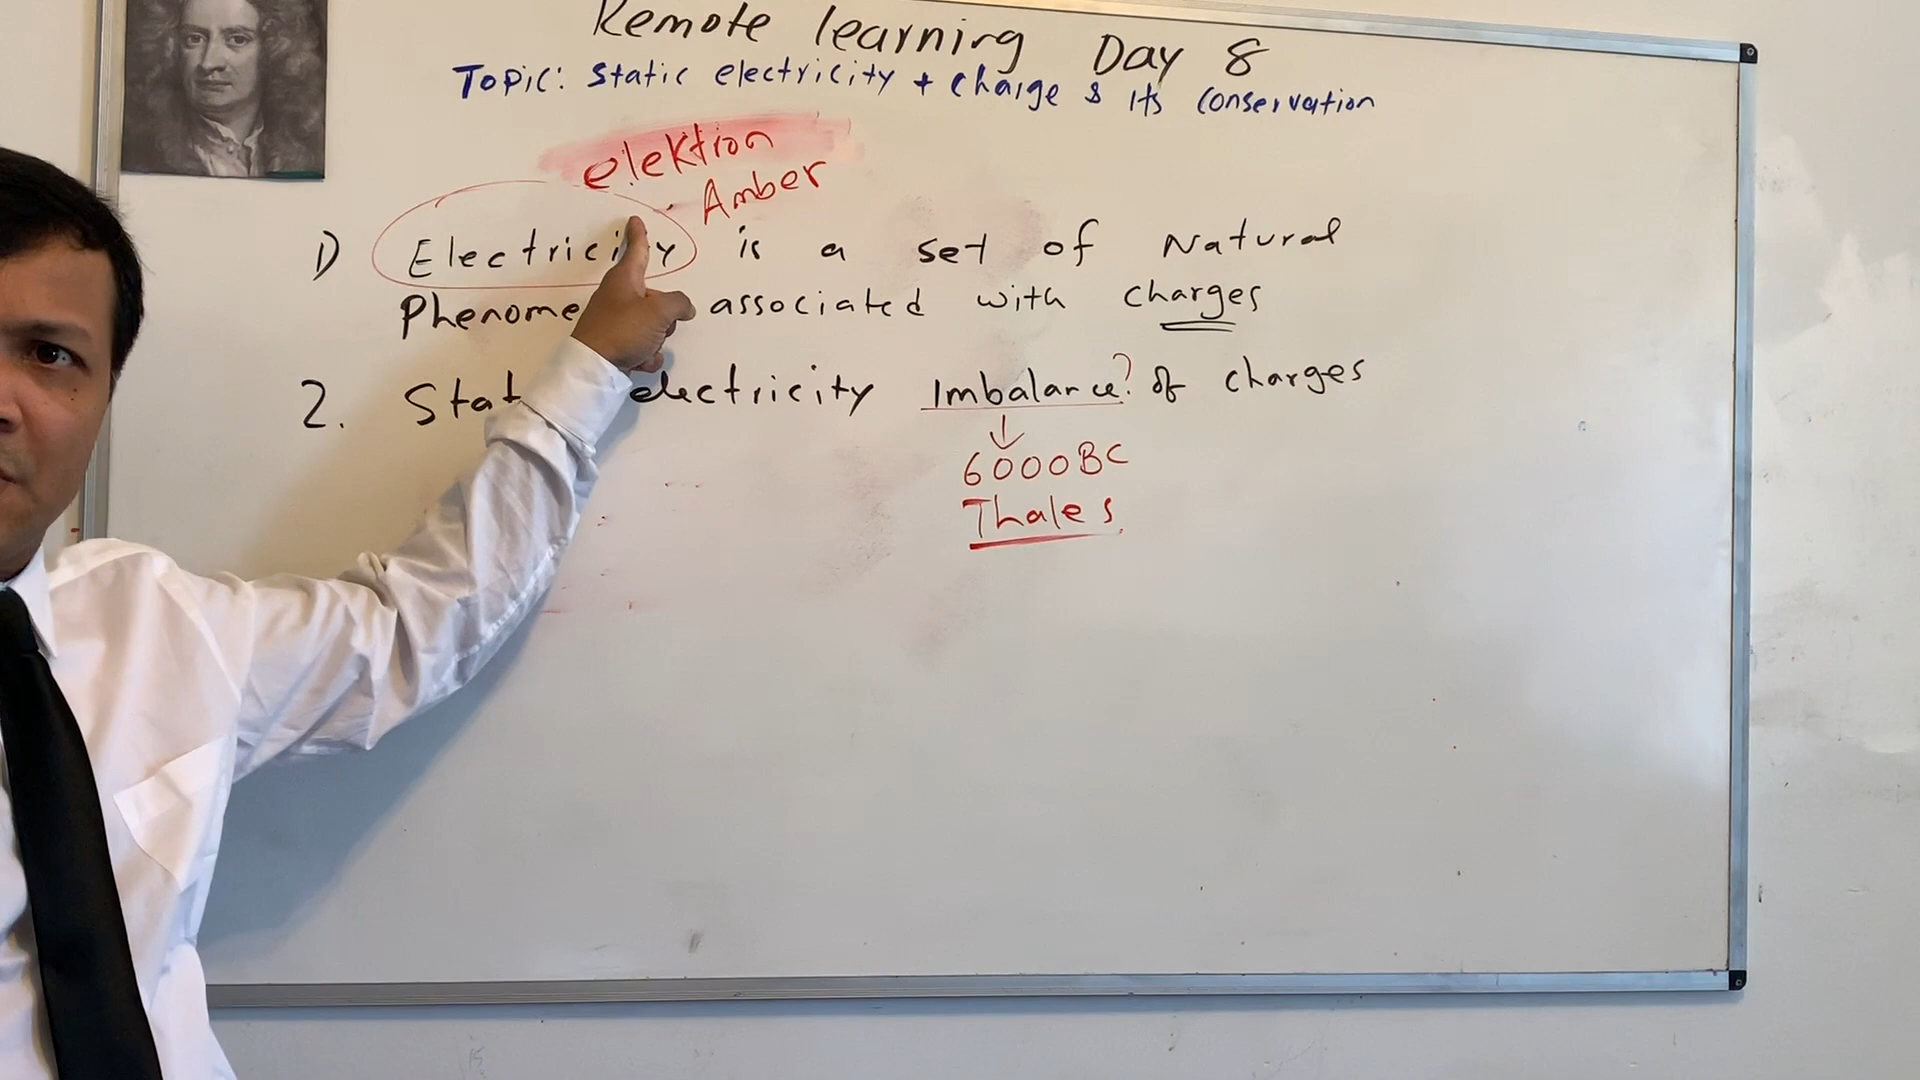 Remote learning Day 8
Topic: Static electricity + Charge & its Conservation
elektron
Amber
1) Electricity is a set of Natural
Phenome associated with charges
2. Stat electricity Imbalance? of charges
6000BC
Thales